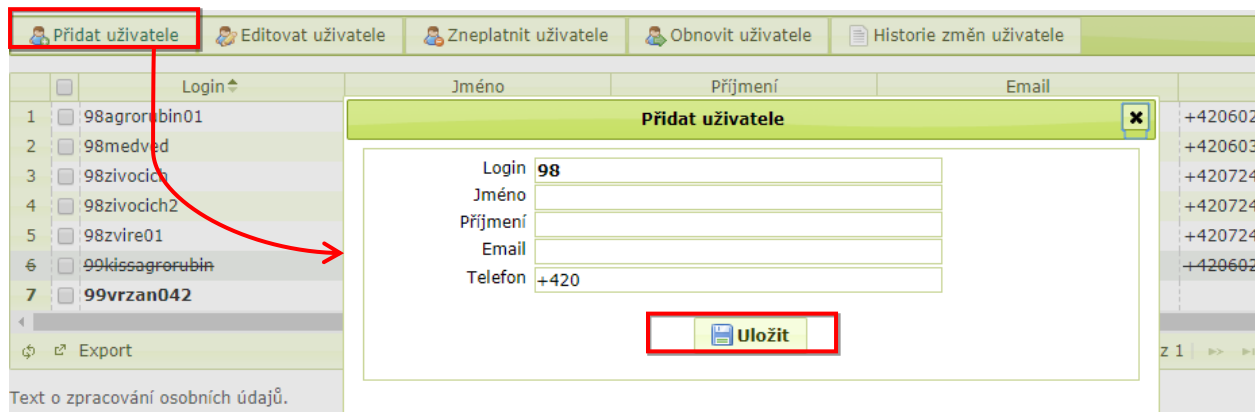 Přidat uživatele Editovat uživatele Zneplatnit uživatele Obnovit uživatele Historie změn uživatele
Login Jméno Příjmení Email
1 98agrorubin01 +420602
2 98medved +420603
3 98zivocich +420724
4 98zivocich2 +420724
5 98zvire01 +420724
6 99kissagrorubin +420602
7 99vrzan042
Přidat uživatele
Login 98
Jméno
Příjmení
Email
Telefon +420
Uložit
Export z 1
Text o zpracování osobních údajů.